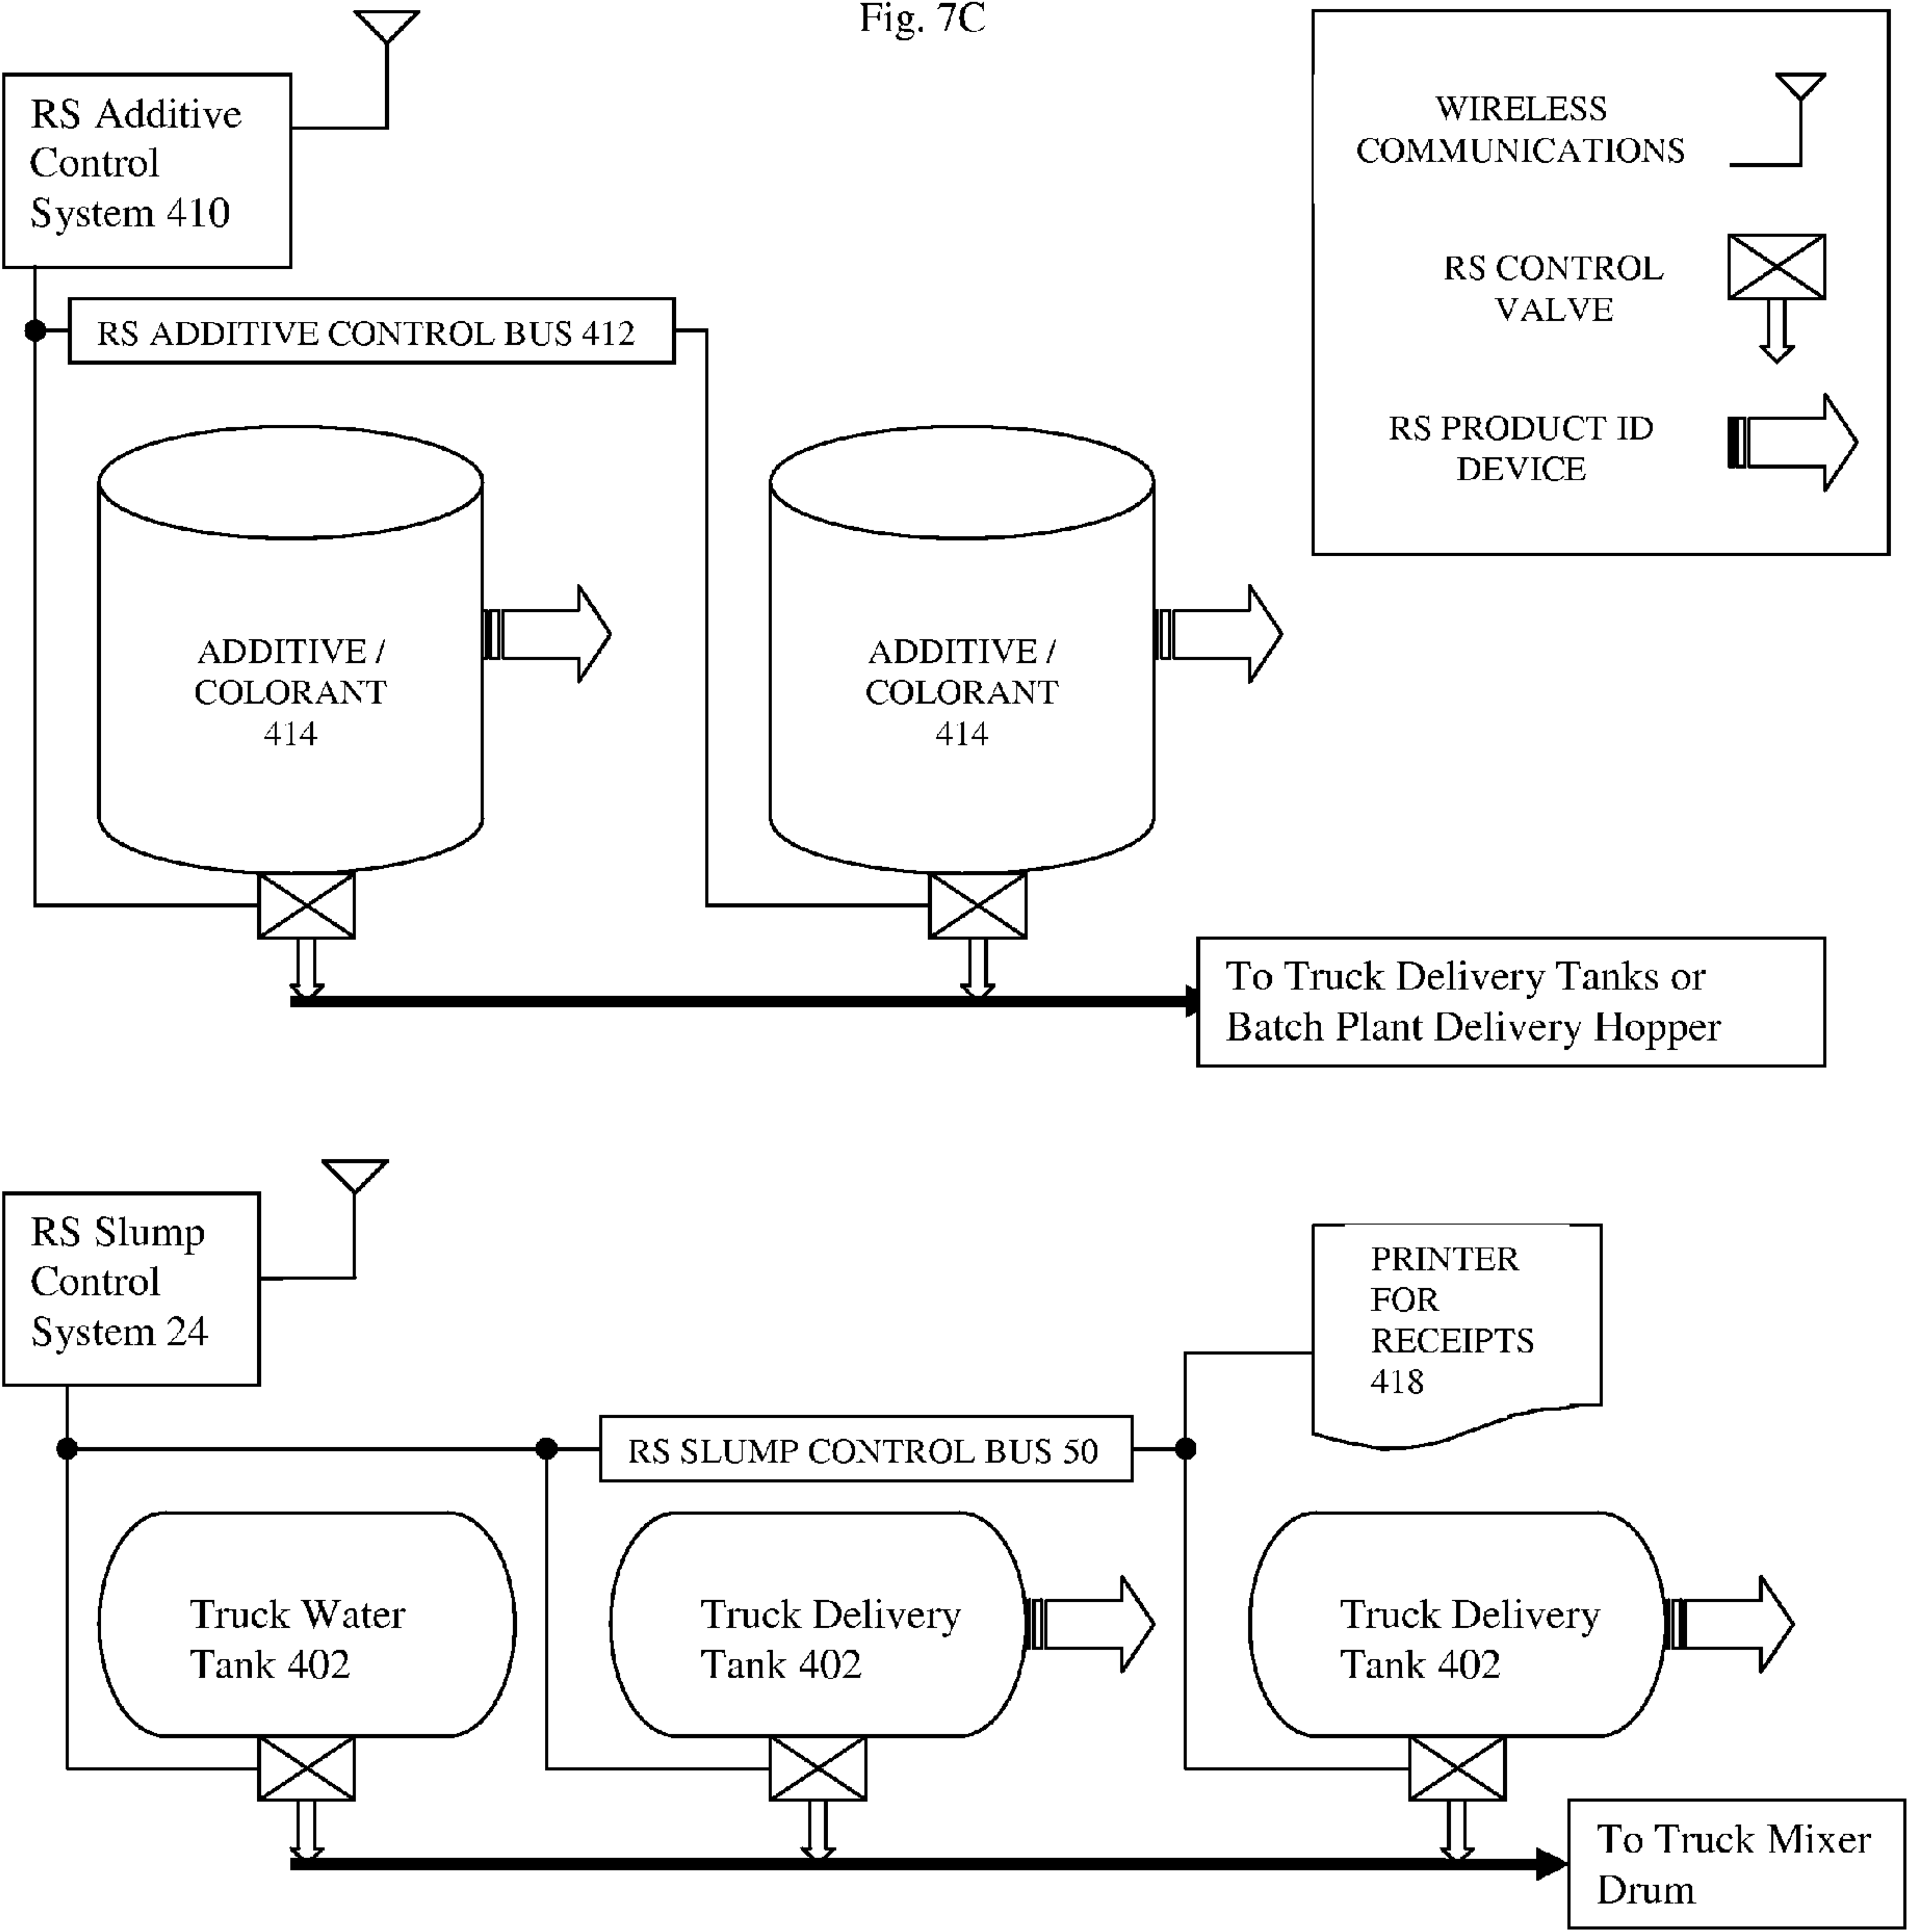 Fig. 7C
RS Additive
Control
System 410
WIRELESS
COMMUNICATIONS
RS CONTROL
VALVE
RS PRODUCT ID
DEVICE
RS ADDITIVE CONTROL BUS 412
ADDITIVE /
COLORANT
414
ADDITIVE /
COLORANT
414
To Truck Delivery Tanks or
Batch Plant Delivery Hopper
RS Slump
Control
System 24
PRINTER
FOR
RECEIPTS
418
RS SLUMP CONTROL BUS 50
Truck Water
Tank 402
Truck Delivery
Tank 402
Truck Delivery
Tank 402
To Truck Mixer
Drum